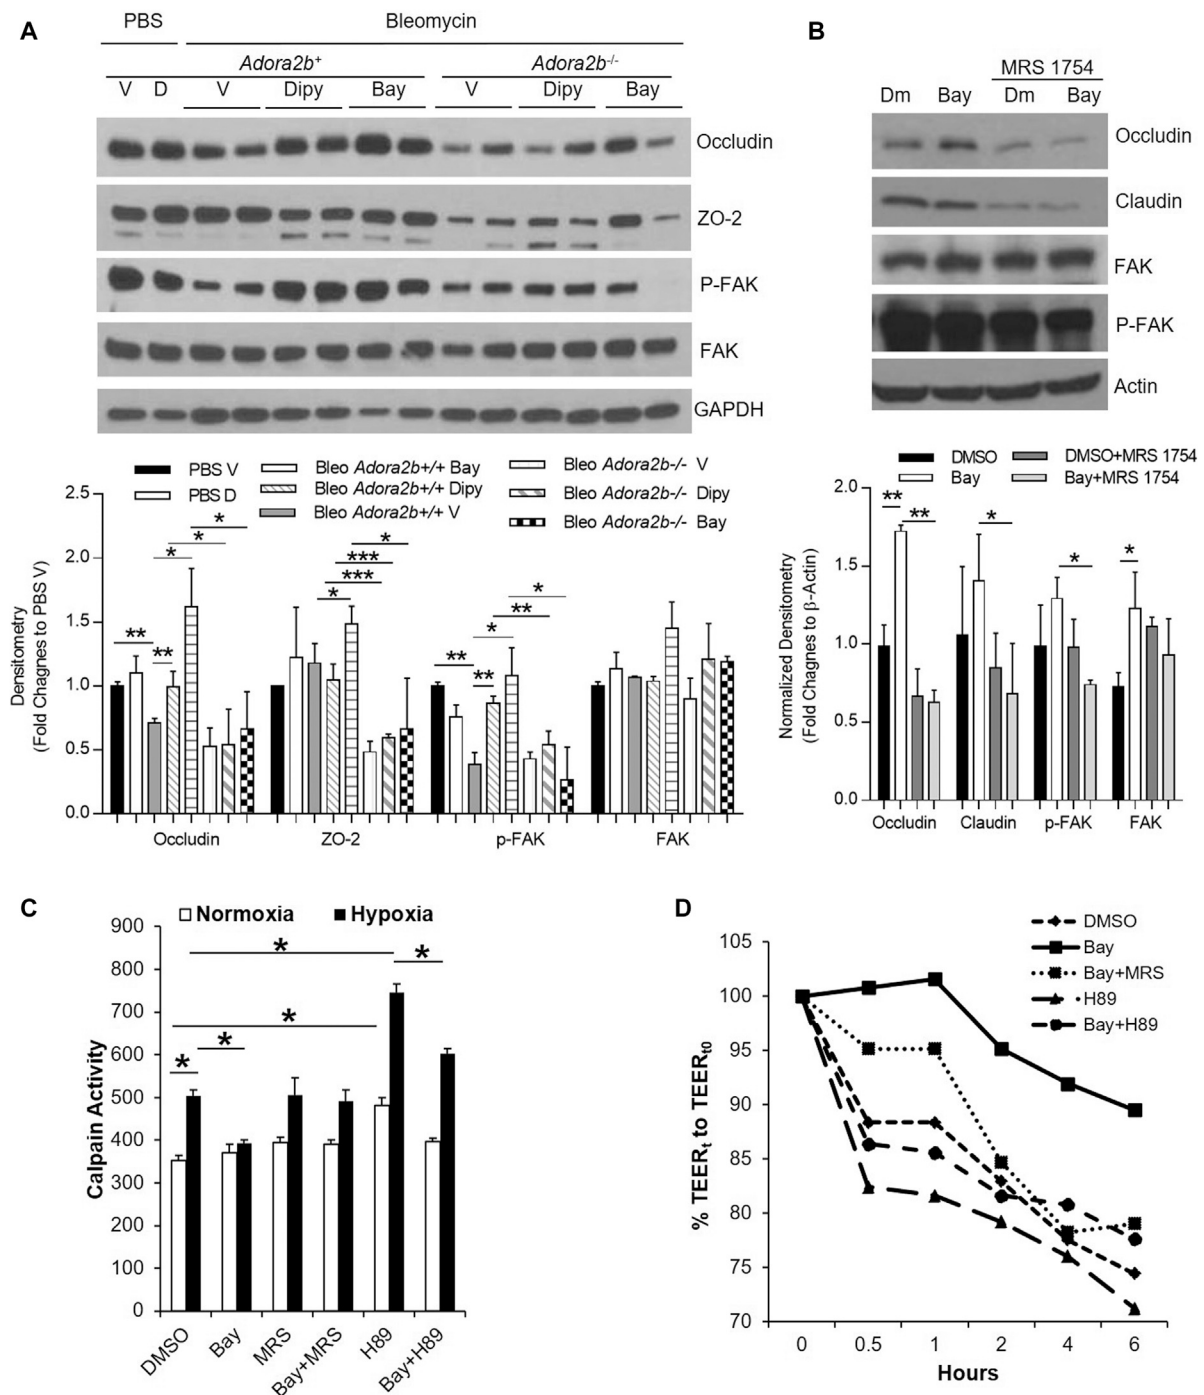 A
PBS
Bleomycin
Adora2b+
Adora2b-/-
V D V Dipy Bay V Dipy Bay
Occludin
ZO-2
P-FAK
FAK
GAPDH
PBS V
PBS D
Bleo Adora2b+/+ Bay
Bleo Adora2b+/+ Dipy
Bleo Adora2b+/+ V
Bleo Adora2b-/- V
Bleo Adora2b-/- Dipy
Bleo Adora2b-/- Bay
Densitometry
(Fold Chagnes to PBS V)
2.5
2.0
1.5
1.0
0.5
0.0
* * *
** **
* *** *** *
** ** * ** *
Occludin ZO-2 p-FAK FAK
B
MRS 1754
Dm Bay Dm Bay
Occludin
Claudin
FAK
P-FAK
Actin
DMSO
Bay
DMSO+MRS 1754
Bay+MRS 1754
Normalized Densitometry
(Fold Chagnes to β-Actin)
2.0
1.5
1.0
0.5
0.0
** ** * * *
Occludin Claudin p-FAK FAK
C
Normoxia Hypoxia
Calpain Activity
900
800
700
600
500
400
300
200
100
0
* * * * *
DMSO Bay MRS Bay+MRS H89 Bay+H89
D
DMSO
Bay
Bay+MRS
H89
Bay+H89
% TEERt to TEERt0
105
100
95
90
85
80
75
70
0 0.5 1 2 4 6
Hours